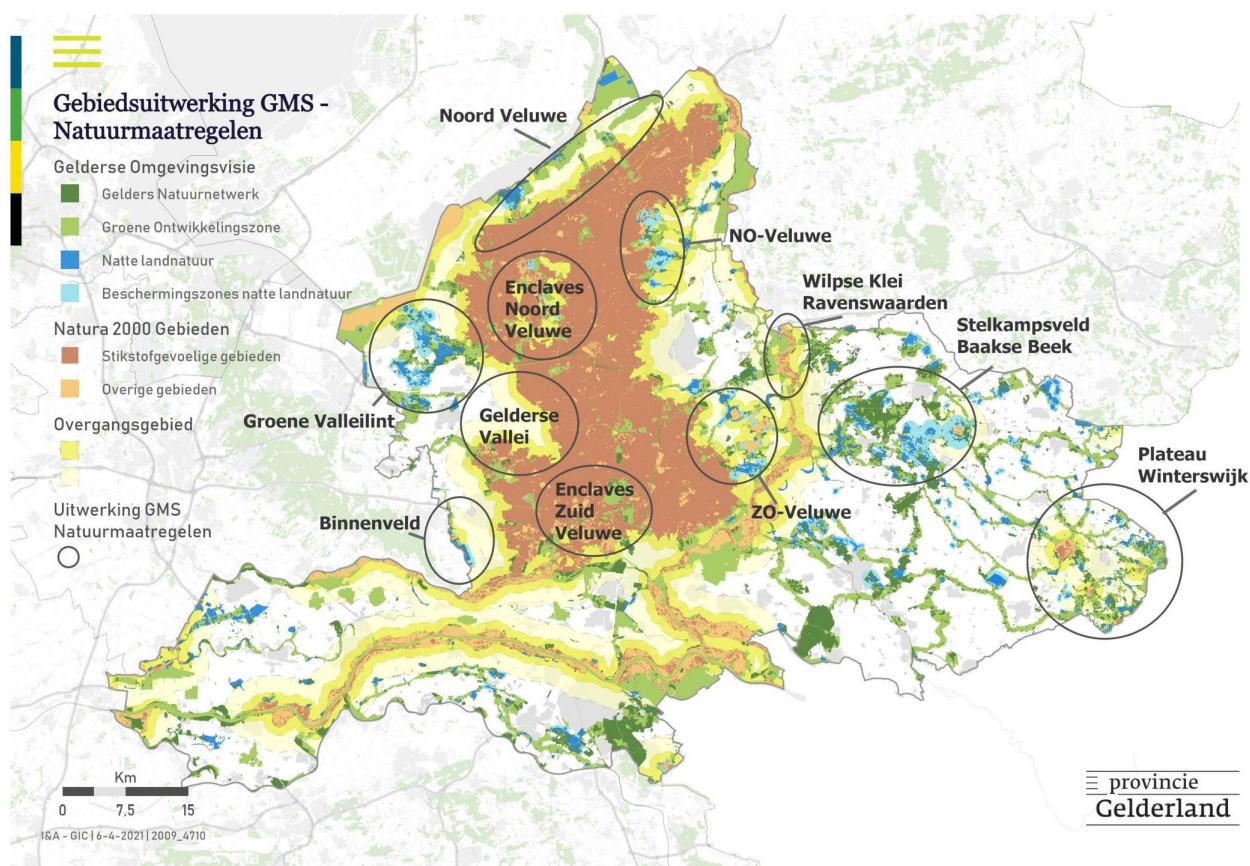 Gebiedsuitwerking GMS -
Natuurmaatregelen
Gelderse Omgevingsvisie
Gelders Natuurnetwerk
Groene Ontwikkelingszone
Natte landnatuur
Beschermingszones natte landnatuur
Natura 2000 Gebieden
Stikstofgevoelige gebieden
Overige gebieden
Overgangsgebied
Uitwerking GMS
Natuurmaatregelen
Noord Veluwe
NO-Veluwe
Enclaves
Noord
Veluwe
Wilpse Klei
Ravenswaarden
Stelkampsveld
Baakse Beek
Groene Valleilint
Gelderse
Vallei
Plateau
Winterswijk
Enclaves
Zuid
Veluwe
ZO-Veluwe
Binnenveld
Km
0 7,5 15
I&A - GIC | 6-4-2021 | 2009_4710
provincie
Gelderland